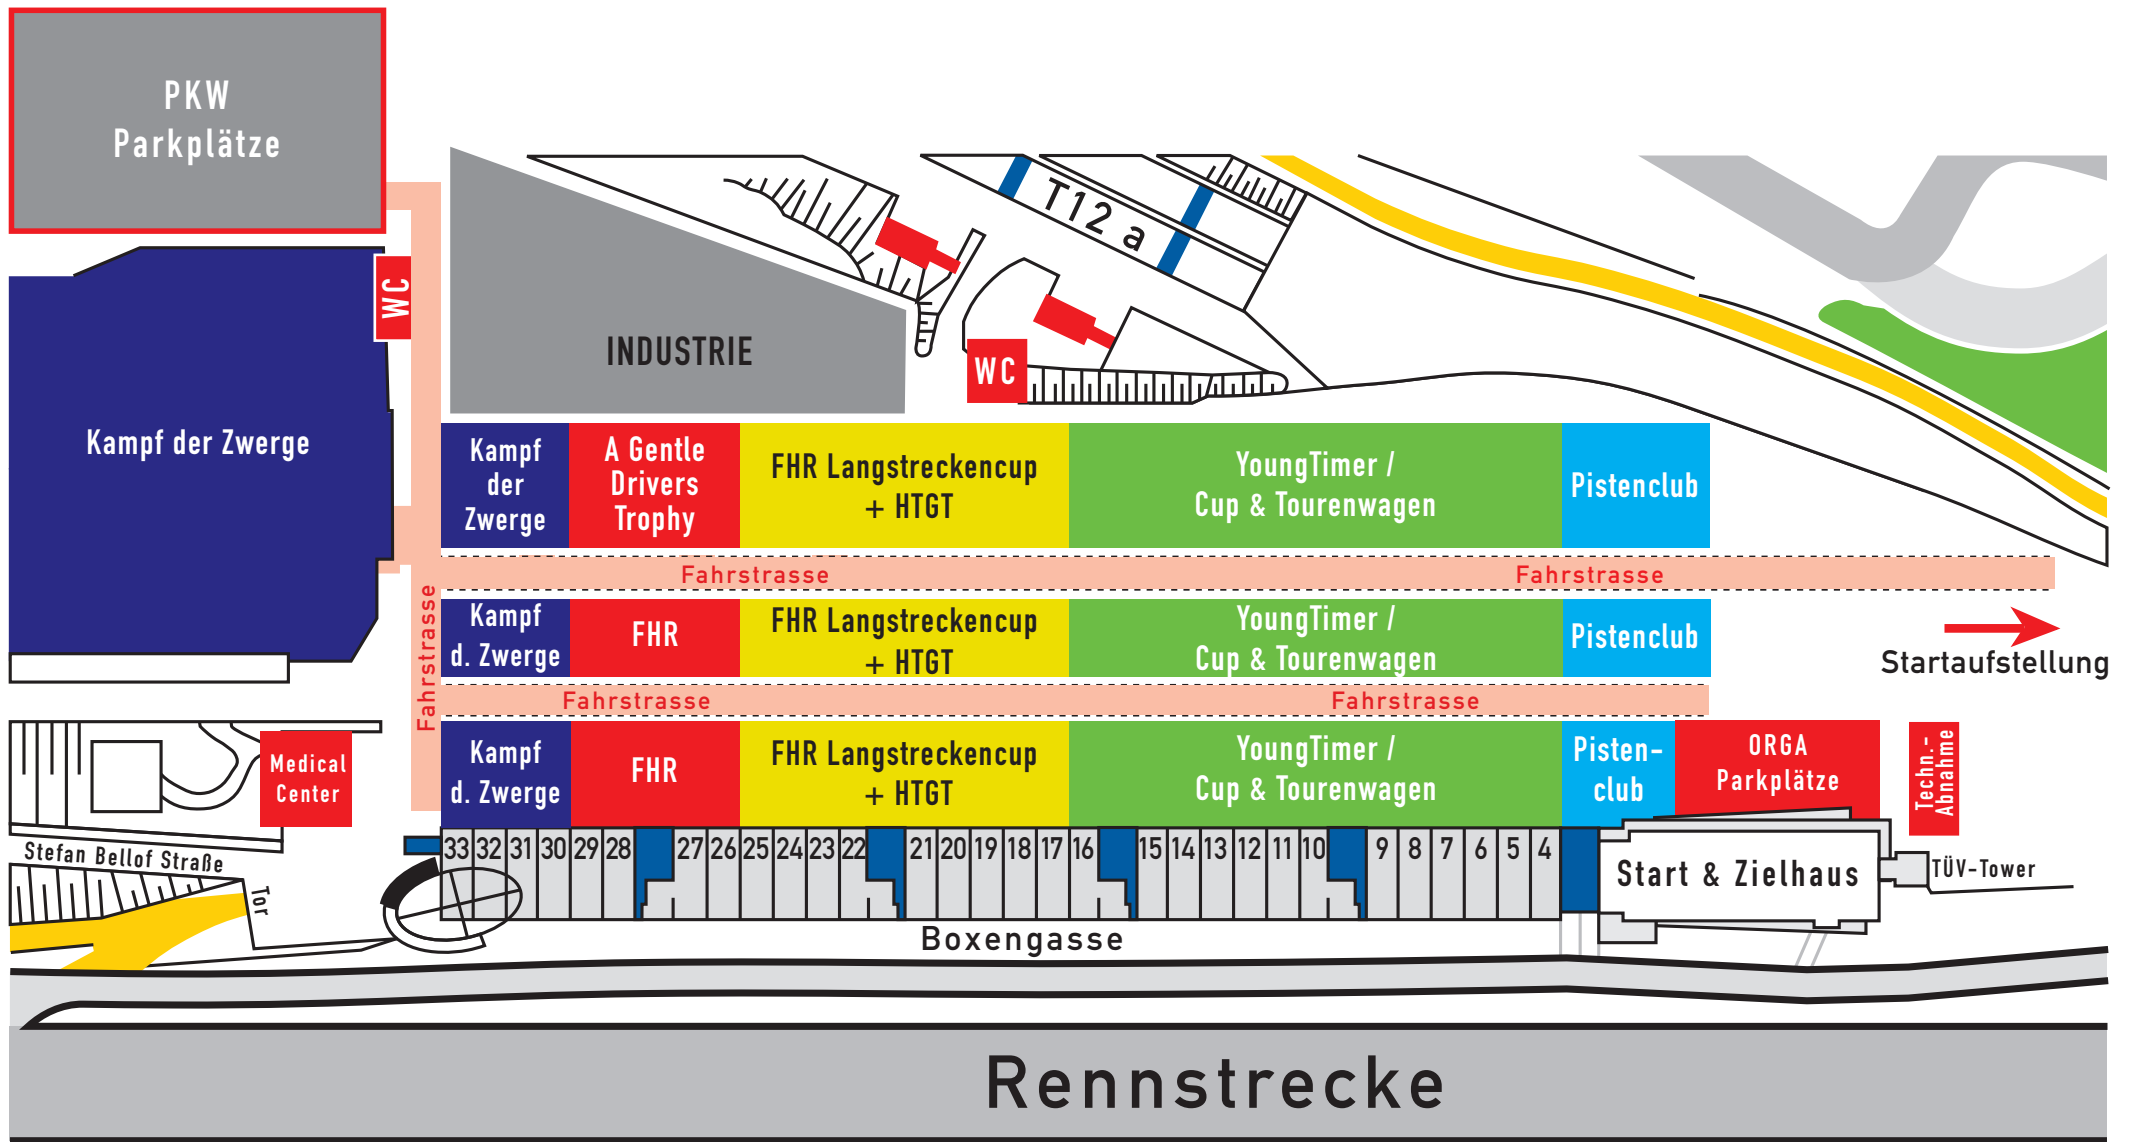 PKW
Parkplätze
WC
T12 a
INDUSTRIE
WC
Kampf der Zwerge
Kampf
der
Zwerge
A Gentle
Drivers
Trophy
FHR Langstreckencup
+ HTGT
YoungTimer /
Cup & Tourenwagen
Pistenclub
Fahrstrasse
Fahrstrasse
Fahrstrasse
Kampf
d. Zwerge
FHR
FHR Langstreckencup
+ HTGT
YoungTimer /
Cup & Tourenwagen
Pistenclub
Startaufstellung
Fahrstrasse
Fahrstrasse
Medical
Center
Kampf
d. Zwerge
FHR
FHR Langstreckencup
+ HTGT
YoungTimer /
Cup & Tourenwagen
Pisten-
club
ORGA
Parkplätze
Techn.-
Abnahme
Stefan Bellof Straße
Tor
33 32 31 30 29 28 27 26 25 24 23 22 21 20 19 18 17 16 15 14 13 12 11 10 9 8 7 6 5 4
Start & Zielhaus
TÜV-Tower
Boxengasse
Rennstrecke